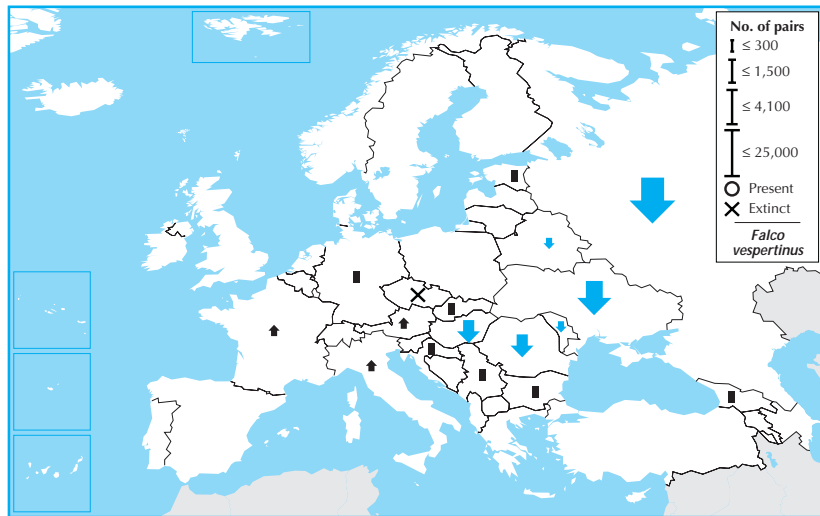 No. of pairs
≤ 300
≤ 1,500
≤ 4,100
≤ 25,000
Present
Extinct
Falco
vespertinus